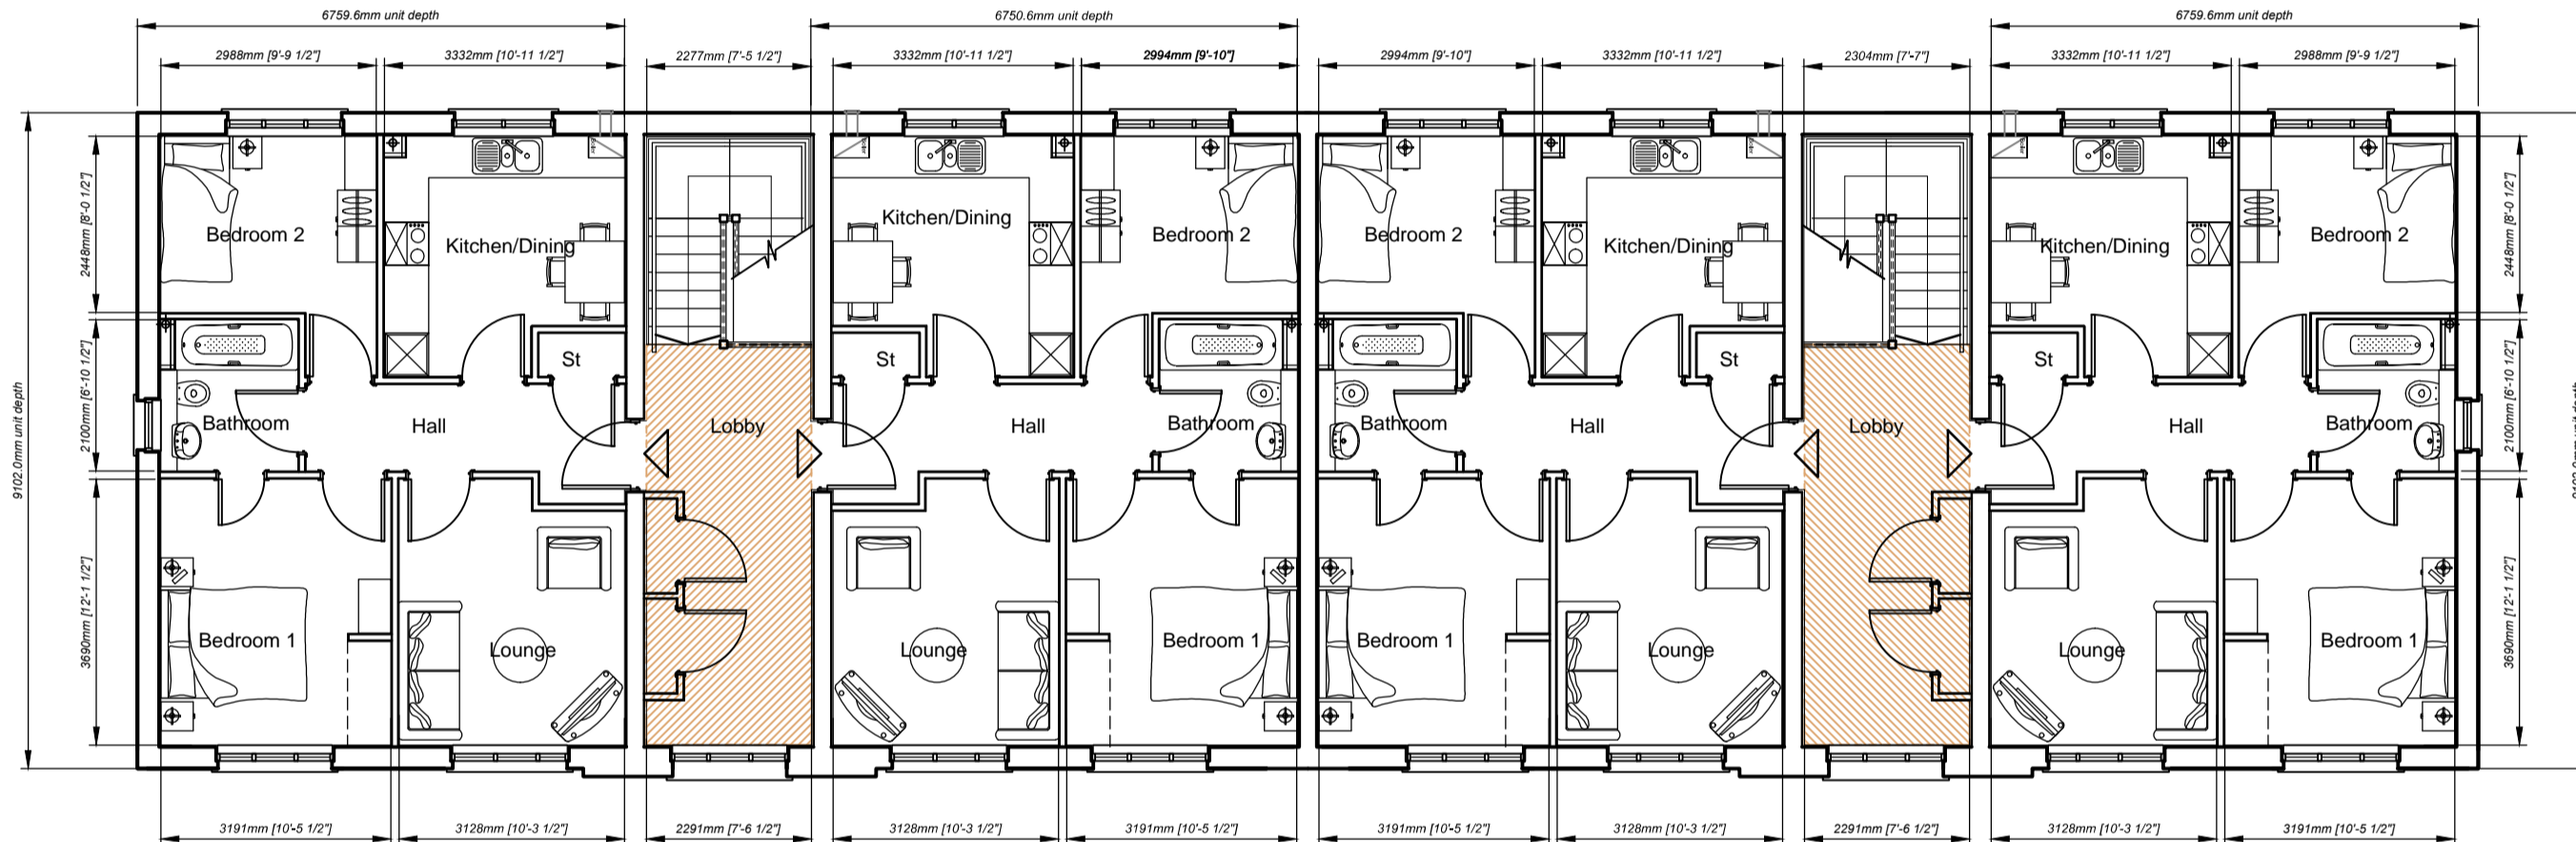 6759.6mm unit depth
6750.6mm unit depth
6759.6mm unit depth
2988mm [9'-9 1/2"]
3332mm [10'-11 1/2"]
2277mm [7'-5 1/2"]
3332mm [10'-11 1/2"]
2994mm [9'-10"]
2994mm [9'-10"]
3332mm [10'-11 1/2"]
2304mm [7'-7"]
3332mm [10'-11 1/2"]
2988mm [9'-9 1/2"]
9102.0mm unit depth
2448mm [8'-0 1/2"]
2100mm [6'-10 1/2"]
3690mm [12'-1 1/2"]
Bedroom 2
Kitchen/Dining
Kitchen/Dining
Bedroom 2
Bedroom 2
Kitchen/Dining
Kitchen/Dining
Bedroom 2
St
St
St
St
Bathroom
Hall
Lobby
Hall
Bathroom
Bathroom
Hall
Lobby
Hall
Bathroom
Bedroom 1
Lounge
Lounge
Bedroom 1
Bedroom 1
Lounge
Lounge
Bedroom 1
2448mm [8'-0 1/2"]
2100mm [6'-10 1/2"]
3690mm [12'-1 1/2"]
3191mm [10'-5 1/2"]
3128mm [10'-3 1/2"]
2291mm [7'-6 1/2"]
3128mm [10'-3 1/2"]
3191mm [10'-5 1/2"]
3191mm [10'-5 1/2"]
3128mm [10'-3 1/2"]
2291mm [7'-6 1/2"]
3128mm [10'-3 1/2"]
3191mm [10'-5 1/2"]